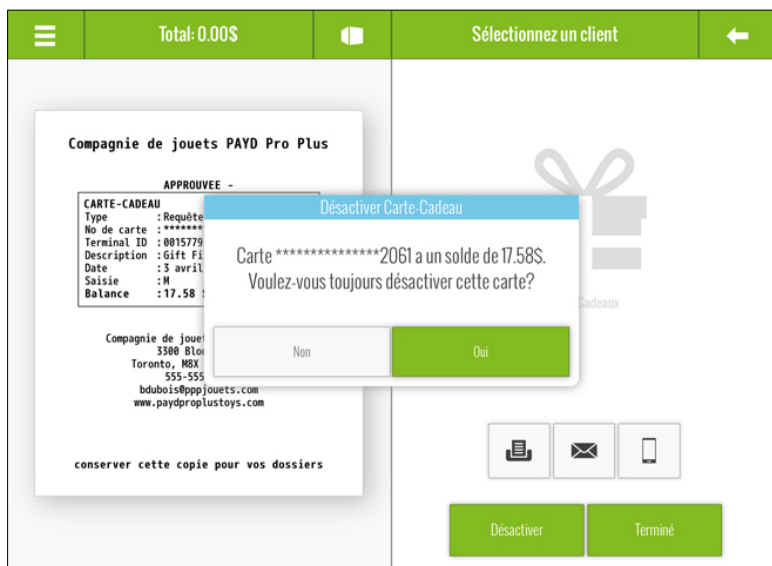 Total: 0.00$
Sélectionnez un client
Compagnie de jouets PAYD Pro Plus
APPROUVEE -
CARTE-CADEAU
Type : Requête
No de carte : *******
Terminal ID : 0015779
Description : Gift Fi
Date : 3 avril
Saisie : M
Balance : 17.58
Compagnie de jouet
3300 Bloo
Toronto, M8X
555-555
bdubois@pppjouets.com
www.paydproplustoys.com
conserver cette copie pour vos dossiers
Désactiver Carte-Cadeau
Carte ***************2061 a un solde de 17.58$.
Voulez-vous toujours désactiver cette carte?
Non
Oui
Cadeaux
Désactiver
Terminé